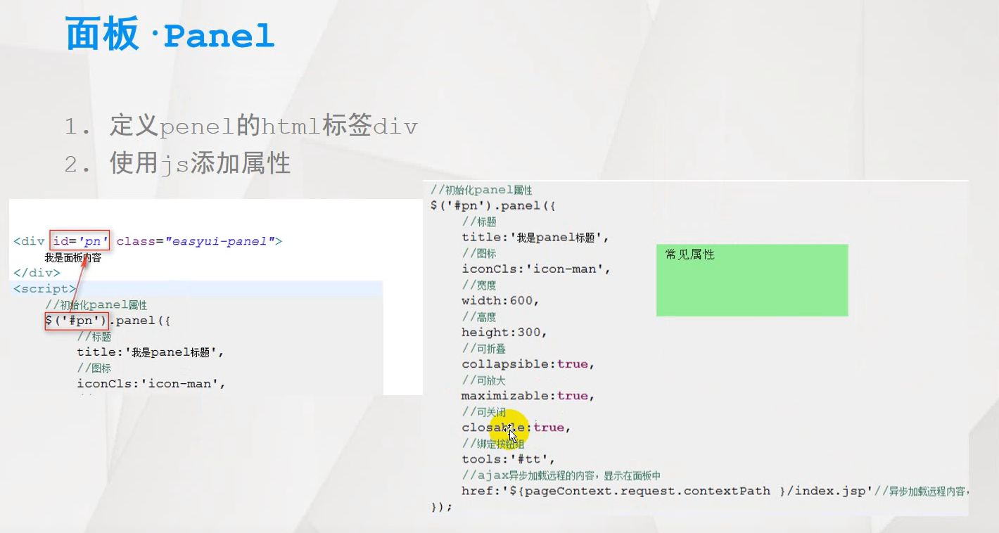 面板·Panel
1. 定义penel的html标签div
2. 使用js添加属性
<div id='pn' class="easyui-panel">
我是面板内容
</div>
<script>
//初始化panel属性
$('#pn').panel({
//标题
title:'我是panel标题',
//图标
iconCls:'icon-man',
//初始化panel属性
$('#pn').panel({
//标题
title:'我是panel标题',
//图标
iconCls:'icon-man',
//宽度
width:600,
//高度
height:300,
//可折叠
collapsible:true,
//可放大
maximizable:true,
//可关闭
closable:true,
//绑定按钮组
tools:'#tt',
//ajax异步加载远程的内容，显示在面板中
href:'${pageContext.request.contextPath }/index.jsp'//异步加载远程内容，
});
常见属性